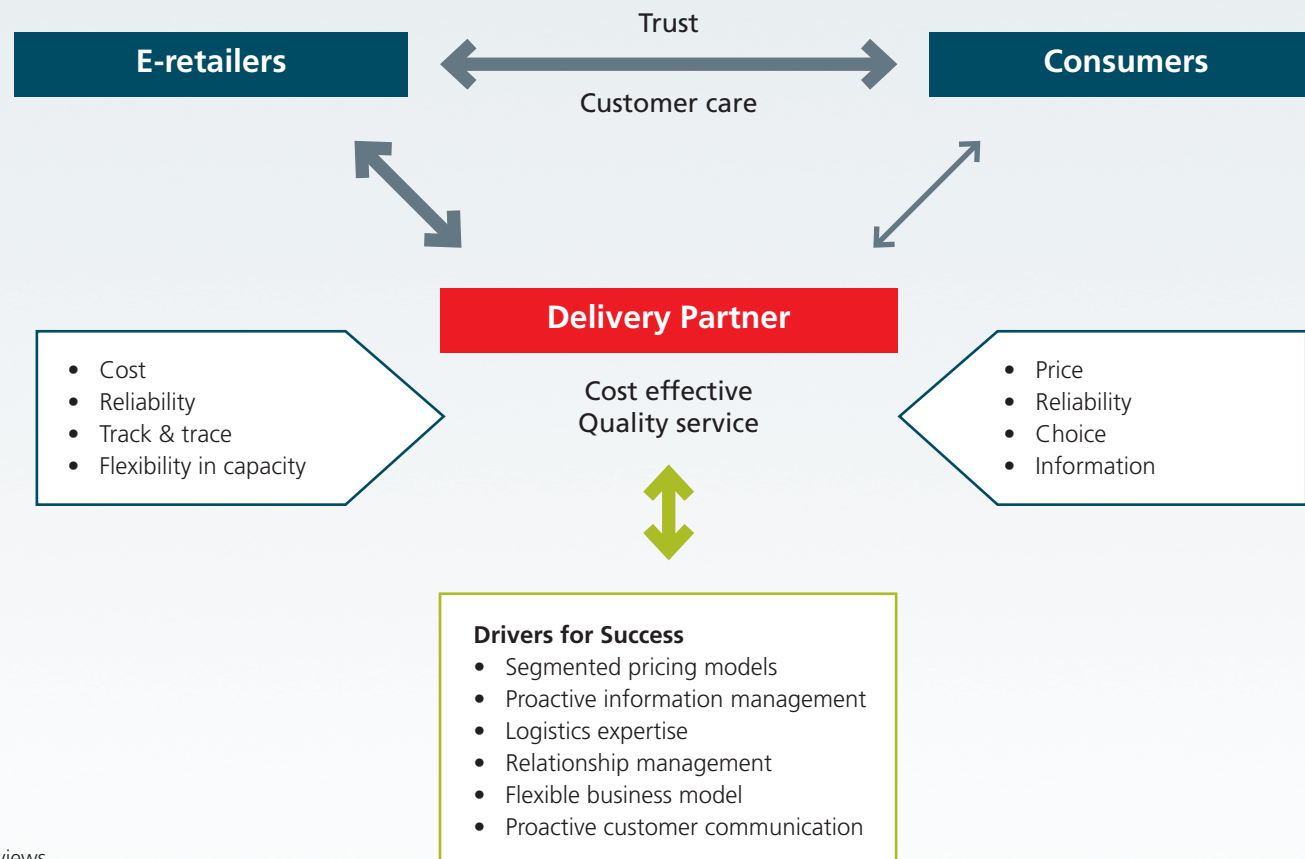 Trust
E-retailers
Consumers
Customer care
Delivery Partner
Cost effective
Quality service
• Cost
• Reliability
• Track & trace
• Flexibility in capacity
• Price
• Reliability
• Choice
• Information
Drivers for Success
• Segmented pricing models
• Proactive information management
• Logistics expertise
• Relationship management
• Flexible business model
• Proactive customer communication